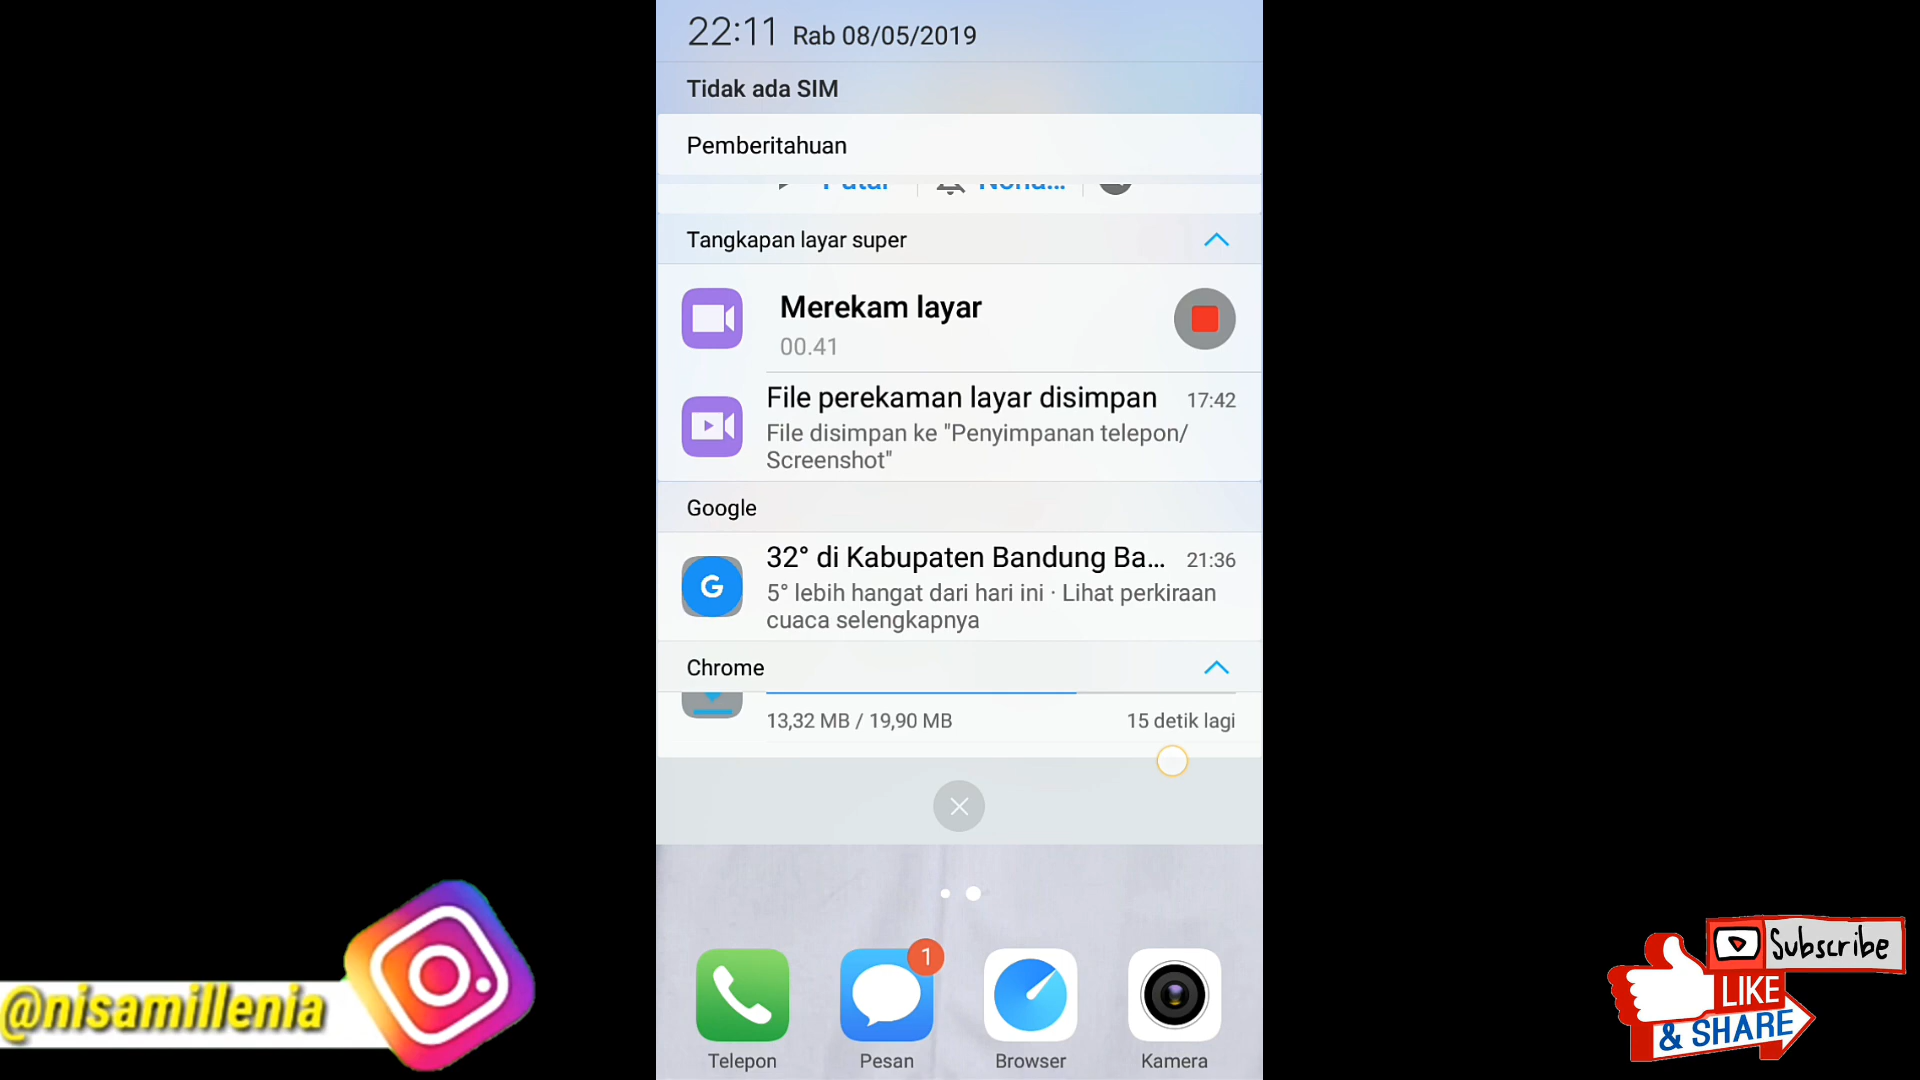 22:11 Rab 08/05/2019
Tidak ada SIM
Pemberitahuan
Tangkapan layar super
Merekam layar
00.41
File perekaman layar disimpan 17:42
File disimpan ke "Penyimpanan telepon/
Screenshot"
Google
32° di Kabupaten Bandung Ba... 21:36
5° lebih hangat dari hari ini · Lihat perkiraan
cuaca selengkapnya
Chrome
13,32 MB / 19,90 MB 15 detik lagi
1
Telepon Pesan Browser Kamera
@nisamillenia
Subscribe
LIKE
& SHARE